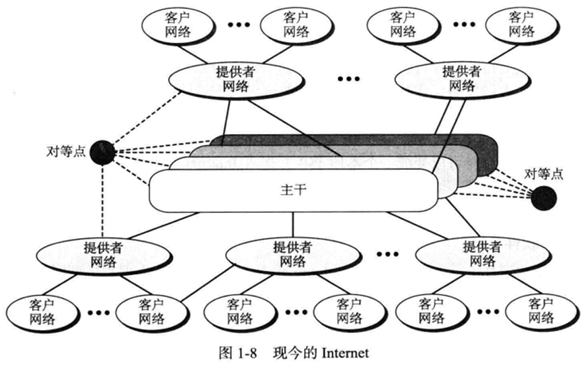 客户 客户 客户 客户
网络 网络 网络 网络
提供者 提供者
网络 网络
对等点
对等点
主干
提供者 提供者 提供者
网络 网络 网络
客户 客户 客户 客户 客户 客户
网络 网络 网络 网络 网络 网络
图 1-8 现今的 Internet